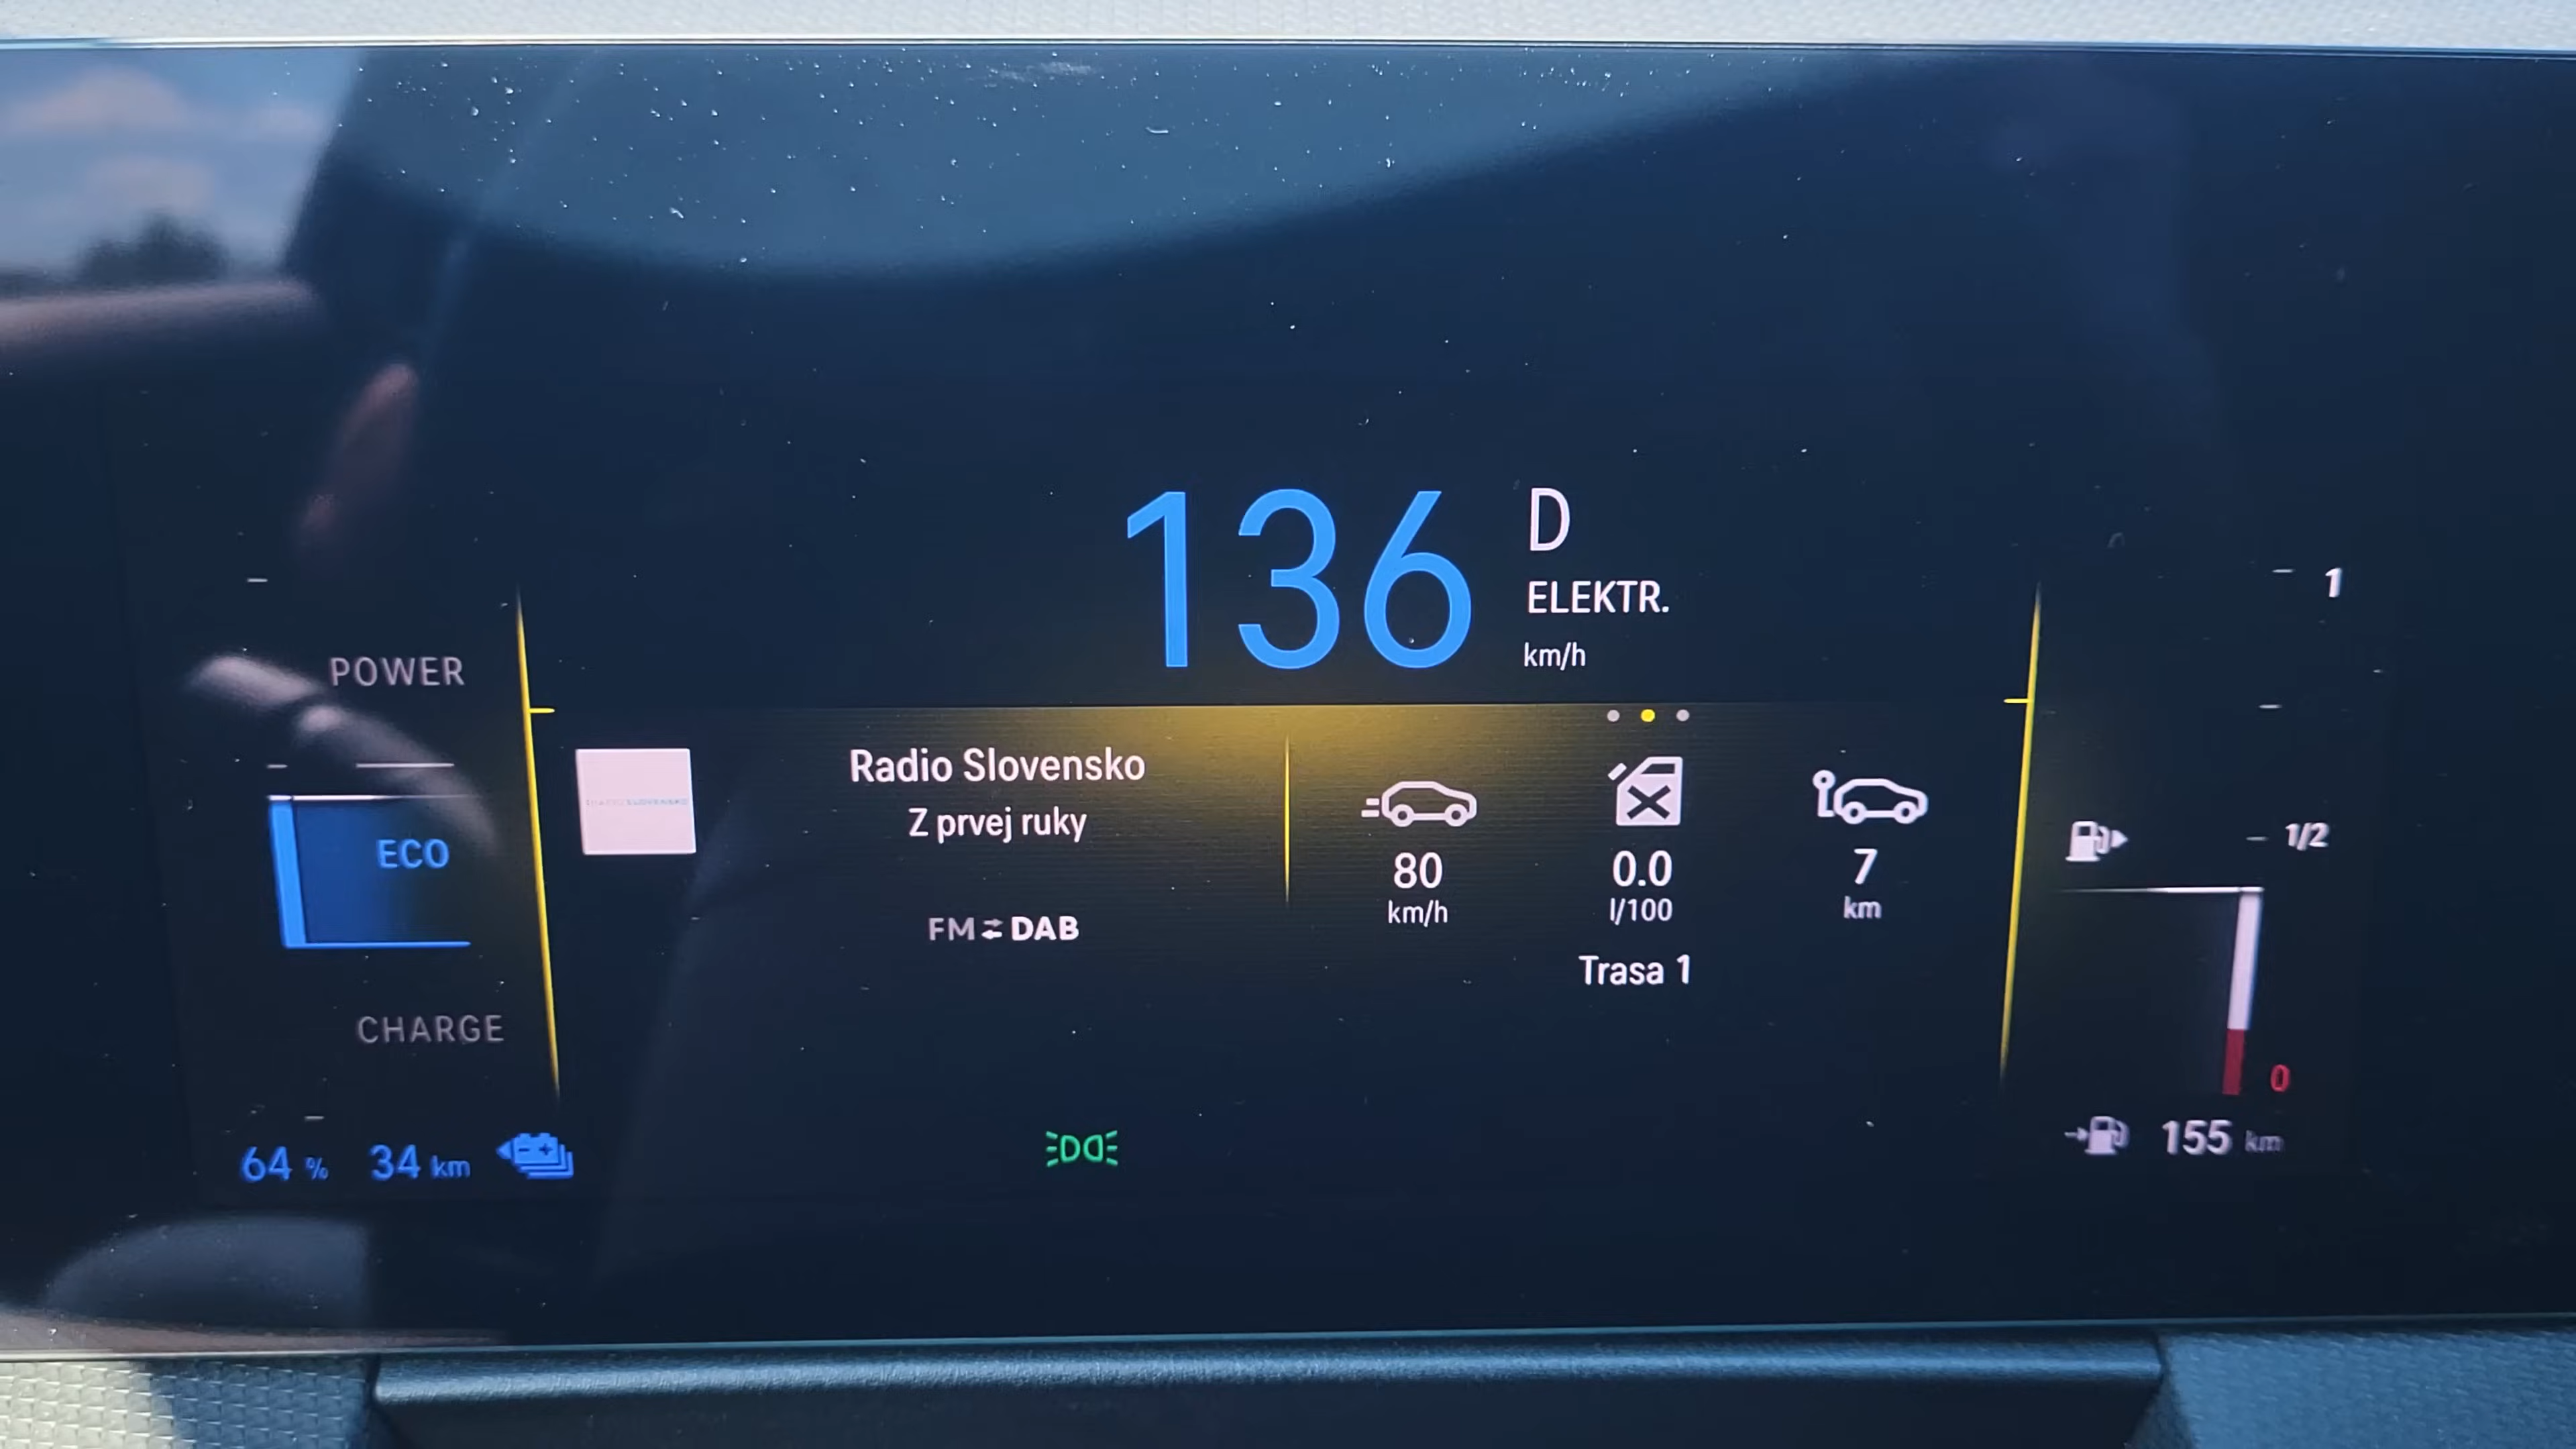 136
D
ELEKTR.
km/h
1
POWER
Radio Slovensko
Z prvej ruky
FM DAB
80
km/h
0.0
l/100
7
km
Trasa 1
1/2
ECO
CHARGE
0
64 %
34 km
155 km